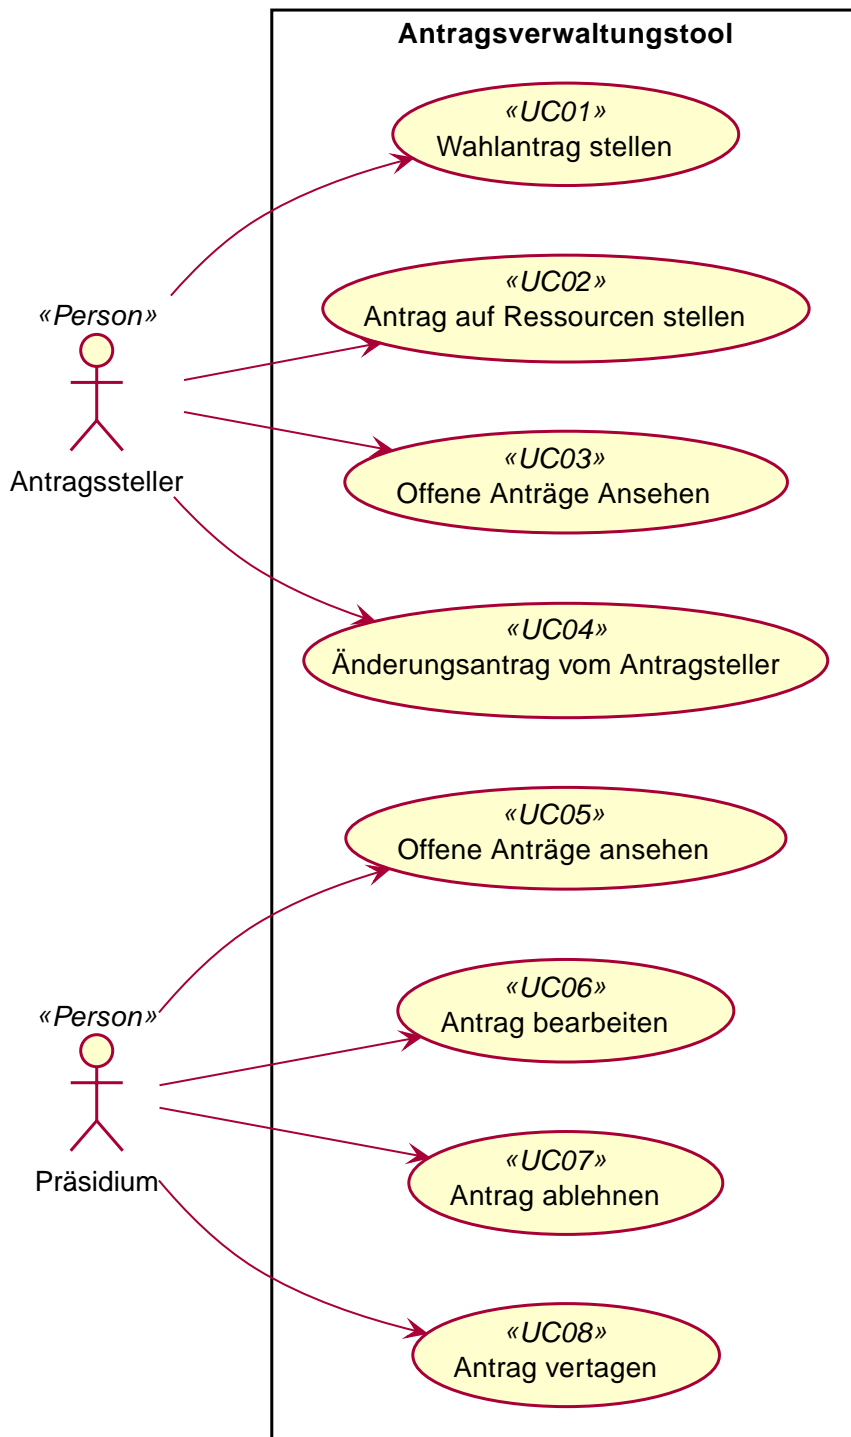 Antragsverwaltungstool
«UC01»
Wahlantrag stellen
«UC02»
Antrag auf Ressourcen stellen
«Person»
Antragssteller
«UC03»
Offene Anträge Ansehen
«UC04»
Änderungsantrag vom Antragsteller
«UC05»
Offene Anträge ansehen
«UC06»
Antrag bearbeiten
«Person»
Präsidium
«UC07»
Antrag ablehnen
«UC08»
Antrag vertagen